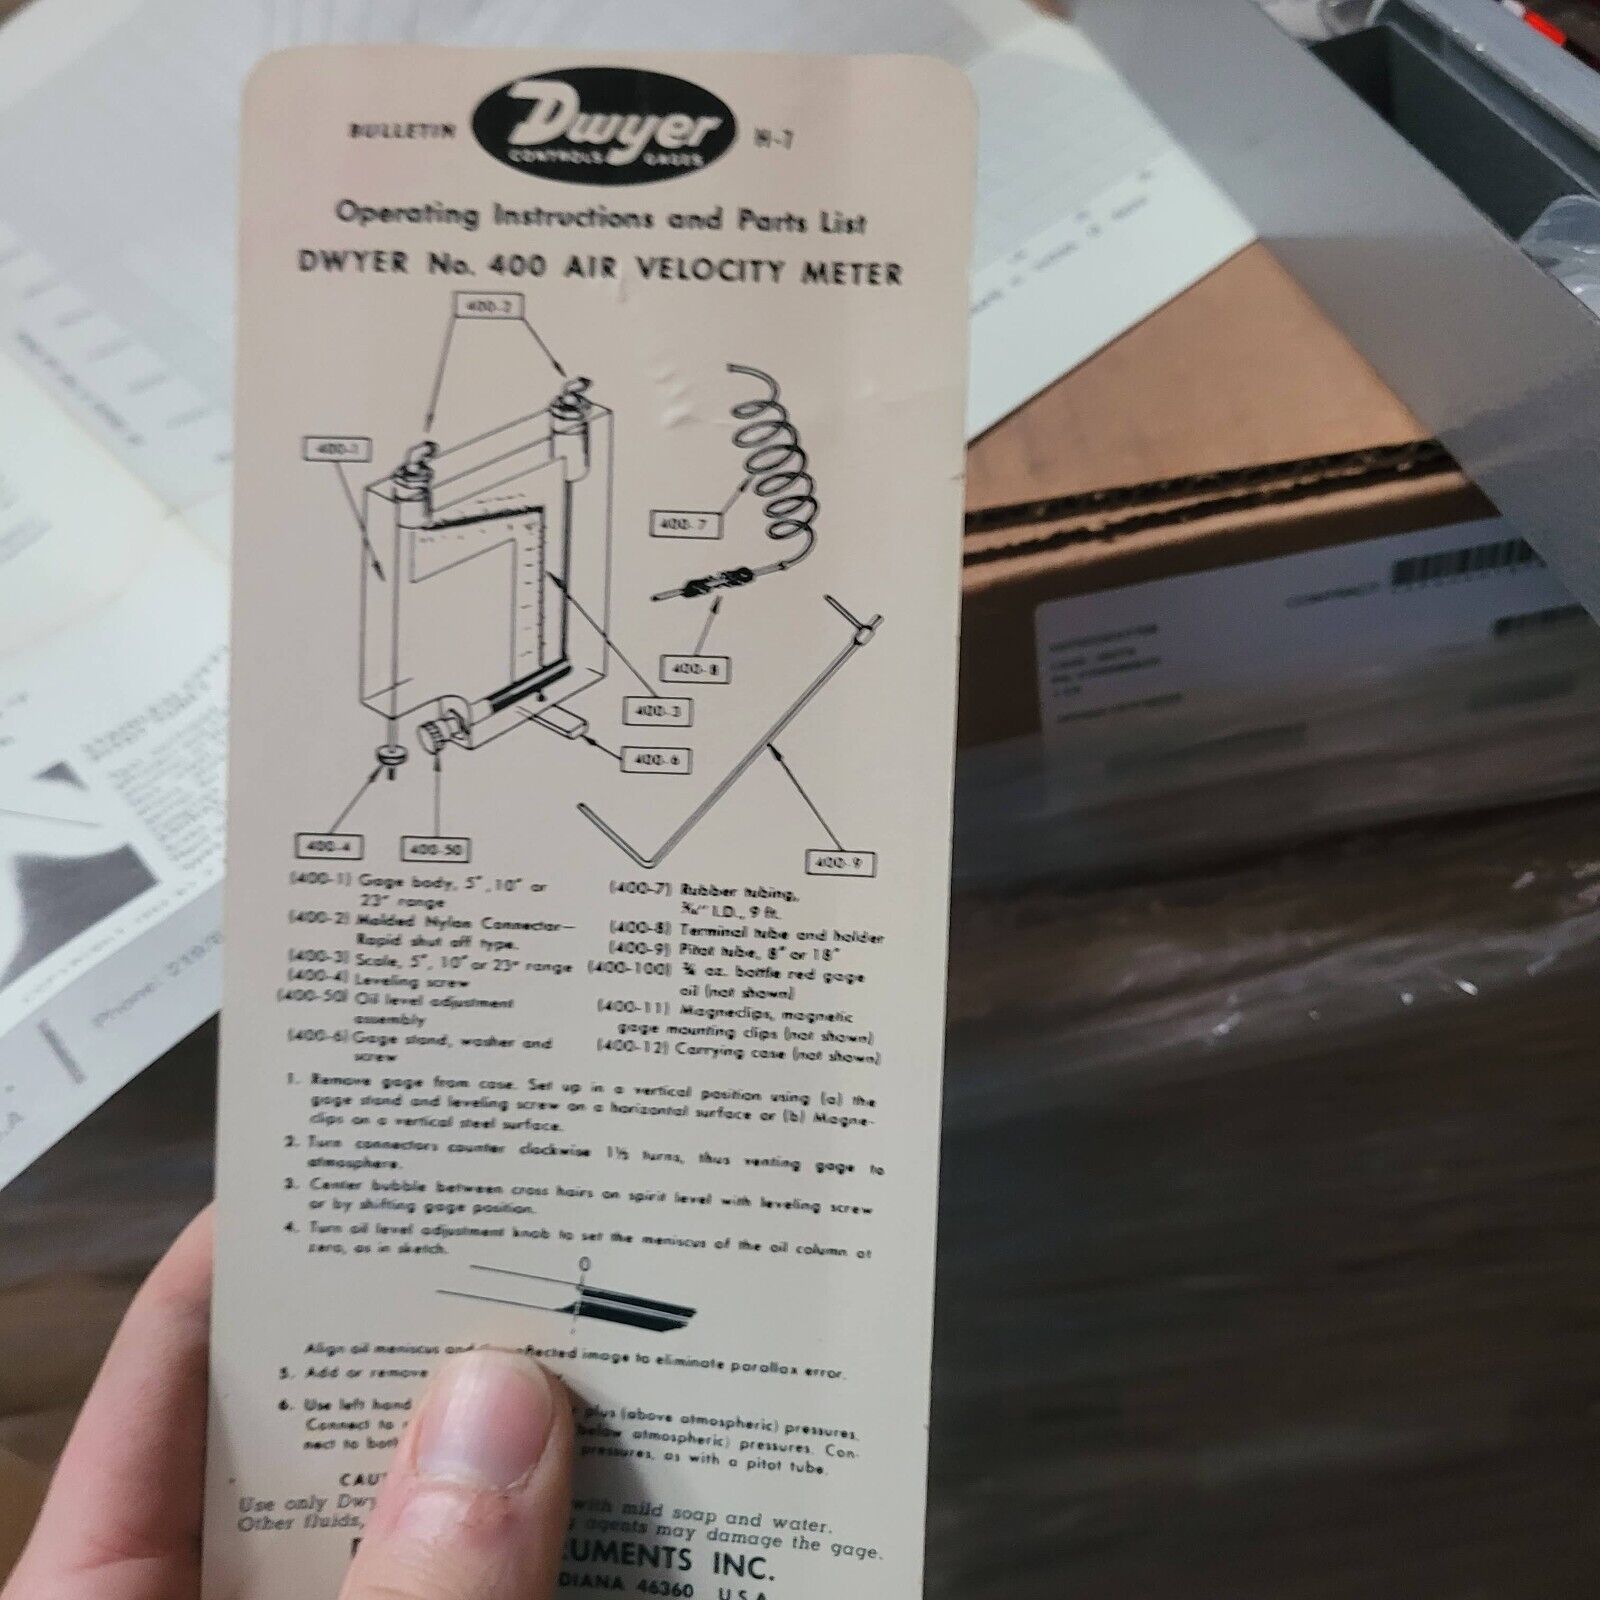 BULLETIN Dwyer H-7
CONTROLS GAGES
Operating Instructions and Parts List
DWYER No. 400 AIR VELOCITY METER
400-2
400-1
400-7
400-8
400-3
400-6
400-4
400-50
400-9
(400-1) Gage body, 5", 10" or
23" range
(400-2) Molded Nylon Connector—
Rapid shut off type.
(400-3) Scale, 5", 10" or 23" range
(400-4) Leveling screw
(400-50) Oil level adjustment
assembly
(400-6) Gage stand, washer and
screw
(400-7) Rubber tubing,
I.D., 9 ft.
(400-8) Terminal tube and holder
(400-9) Pitot tube, 8" or 18"
(400-100) ¾ oz. bottle red gage
oil (not shown)
(400-11) Magneclips, magnetic
gage mounting clips (not shown)
(400-12) Carrying case (not shown)
1. Remove gage from case. Set up in a vertical position using (a) the
gage stand and leveling screw on a horizontal surface or (b) Magne-
clips on a vertical steel surface.
2. Turn connectors counter clockwise 1½ turns, thus venting gage to
atmosphere.
3. Center bubble between cross hairs on spirit level with leveling screw
or by shifting gage position.
4. Turn oil level adjustment knob to set the meniscus of the oil column at
zero, as in sketch.
0
Align oil meniscus and image to eliminate parallax error.
5. Add or remove
6. Use left hand plus (above atmospheric) pressures.
Connect to atmospheric) pressures. Con-
nect to pressures, as with a pitot tube.
Use only with mild soap and water.
Other fluids, agents may damage the gage.
INC.
46360 U.S.A.
Phone:
CONTRACT